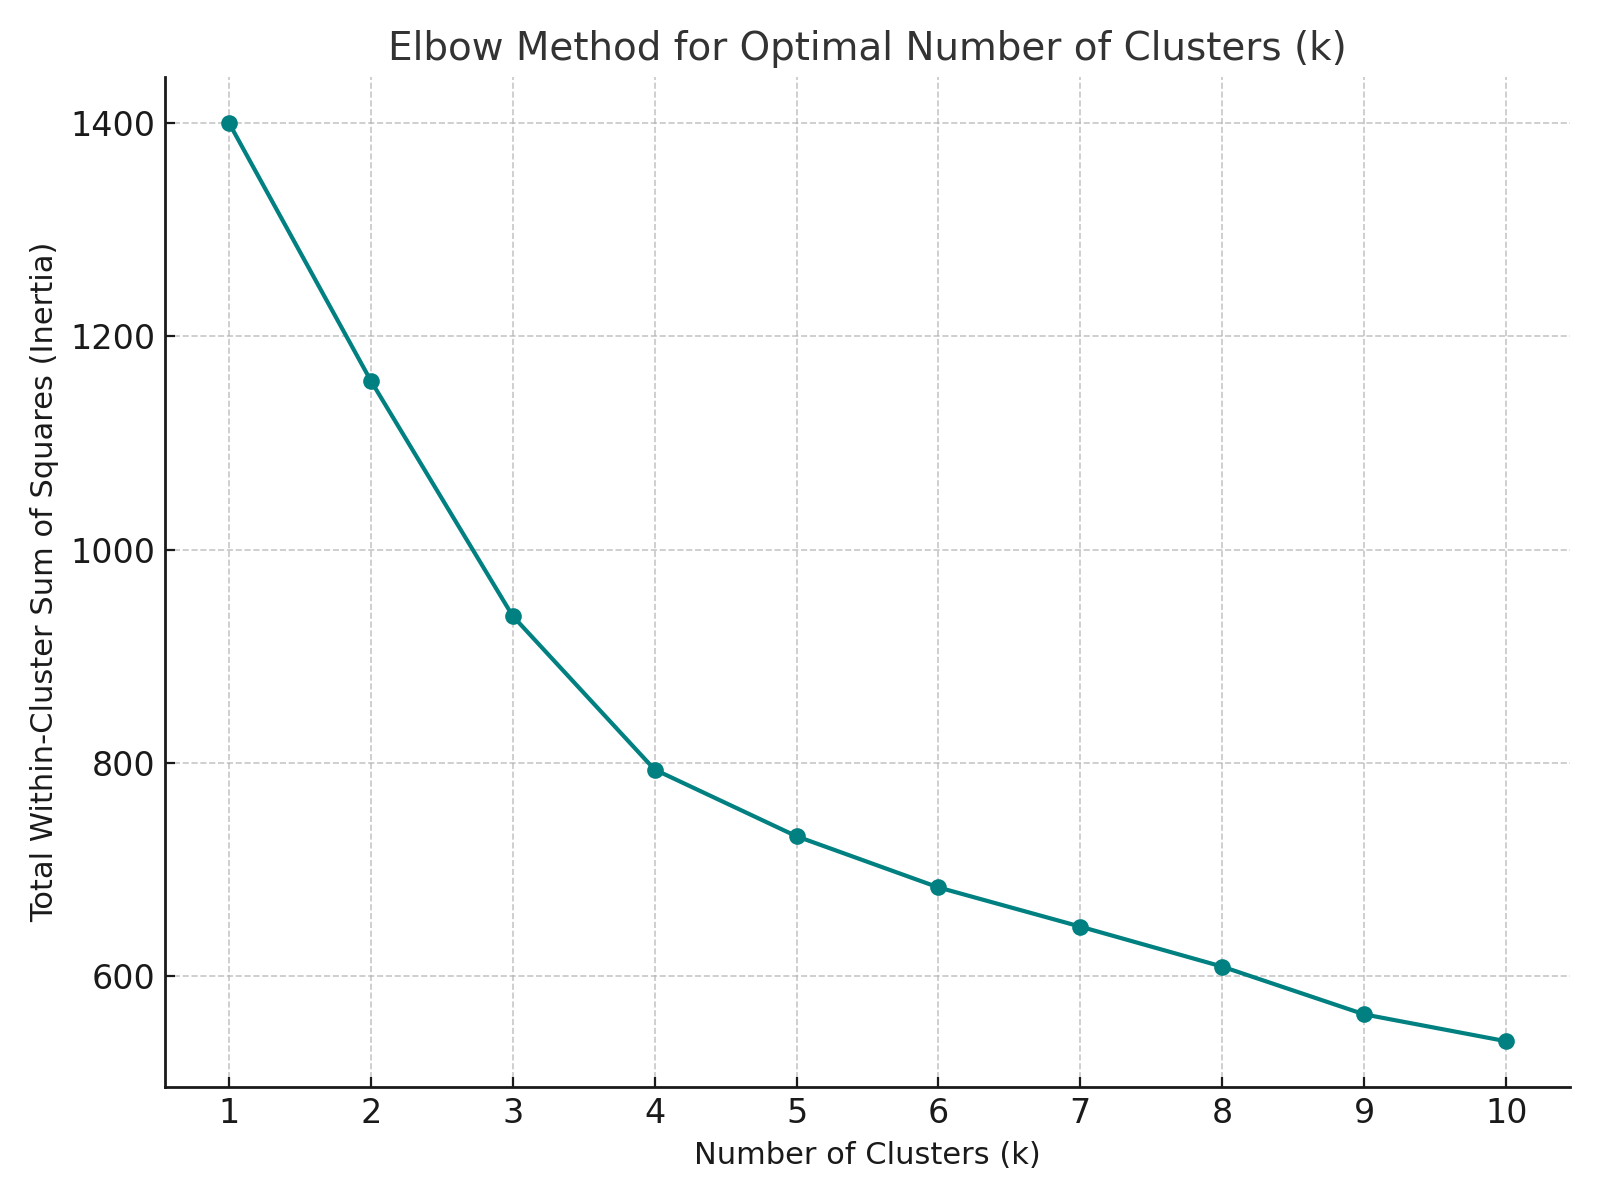 Elbow Method for Optimal Number of Clusters (k)
Total Within-Cluster Sum of Squares (Inertia)
1400
1200
1000
800
600
1 2 3 4 5 6 7 8 9 10
Number of Clusters (k)